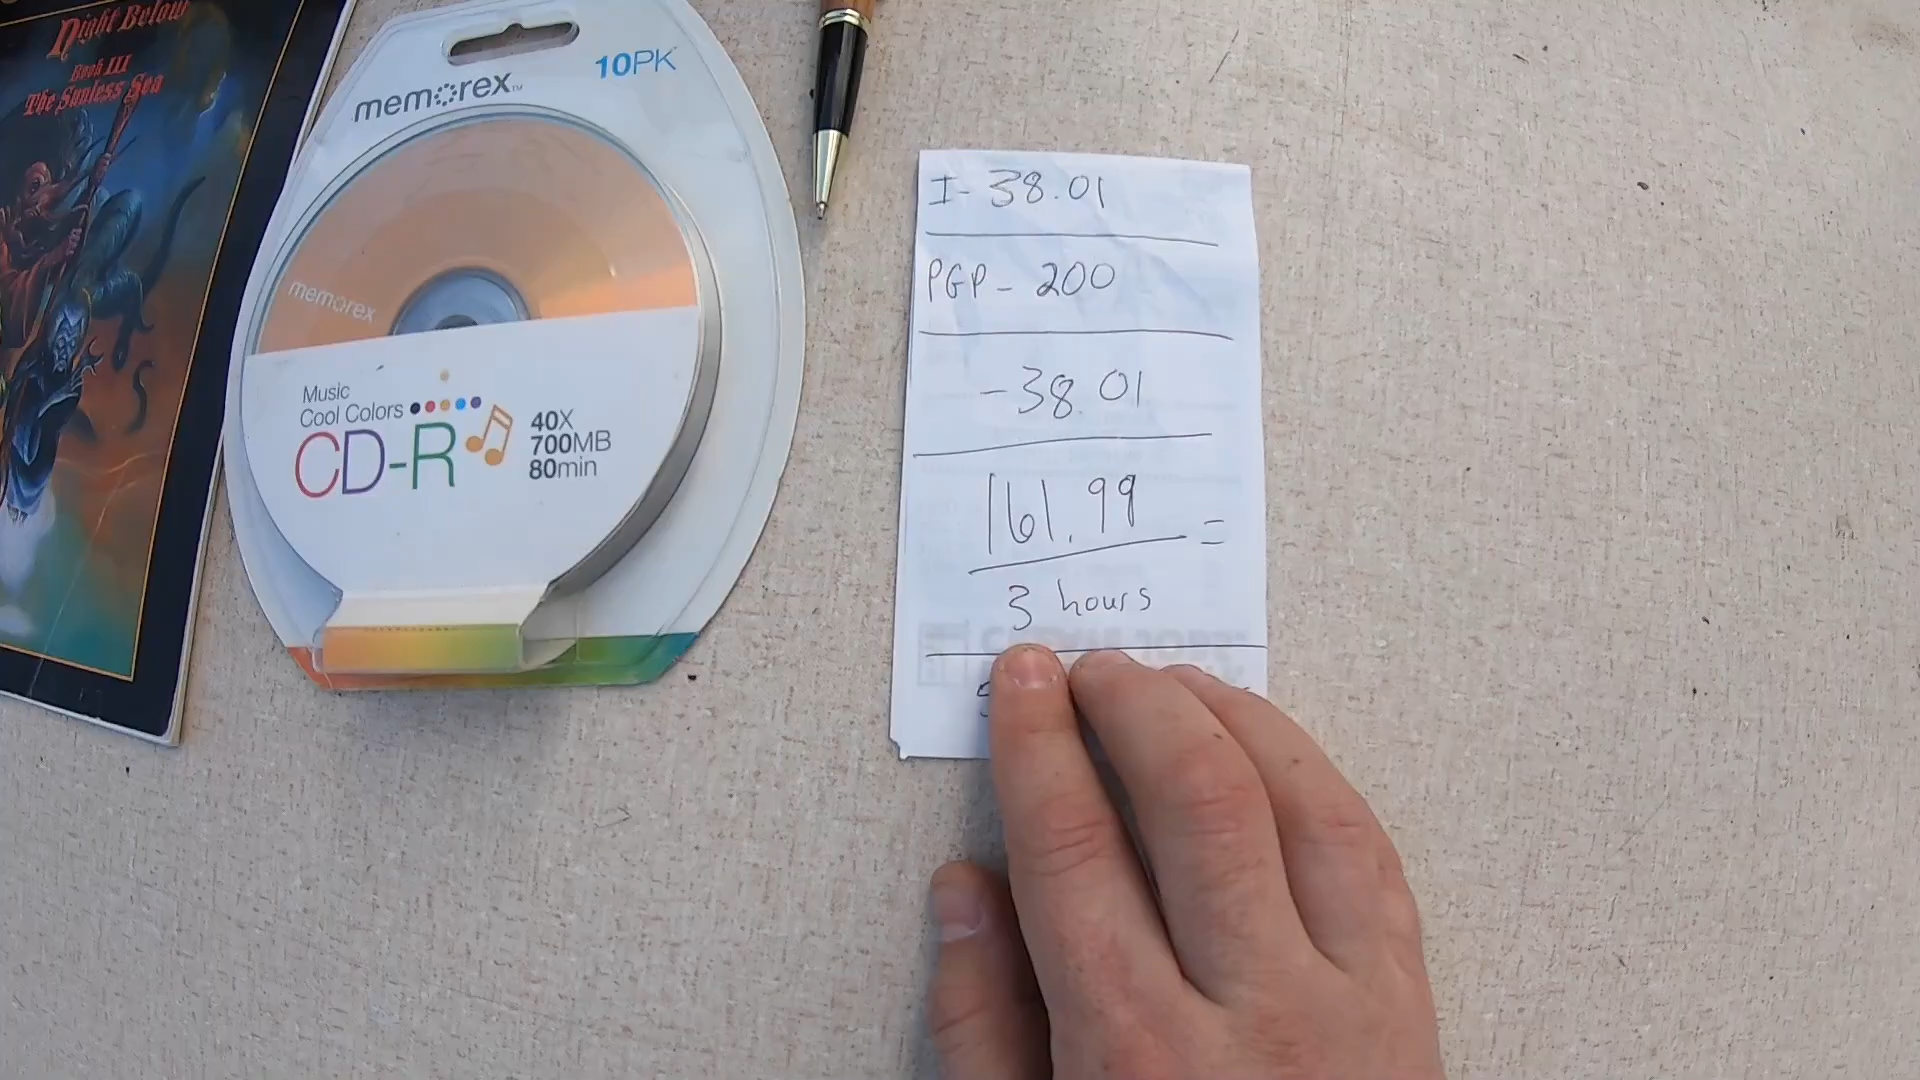 Night Below
Book III
The Sunless Sea
memorex™
10PK
memorex
Music
Cool Colors
CD-R
40X
700MB
80min
I- 38.01
PGP - 200
-38.01
161.99 =
3 hours